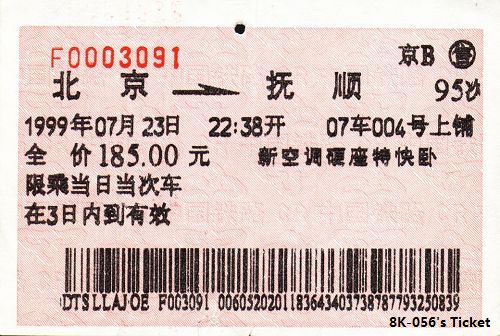 F0003091 京B 售
北京 → 抚顺 95次
1999年07月23日 22:38开 07车004号上铺
全 价185.00元 新空调硬座特快卧
限乘当日当次车
在3日内到有效
DTSLLAJOE F003091 00605202011836434037387877932508​39
8K-056's Ticket